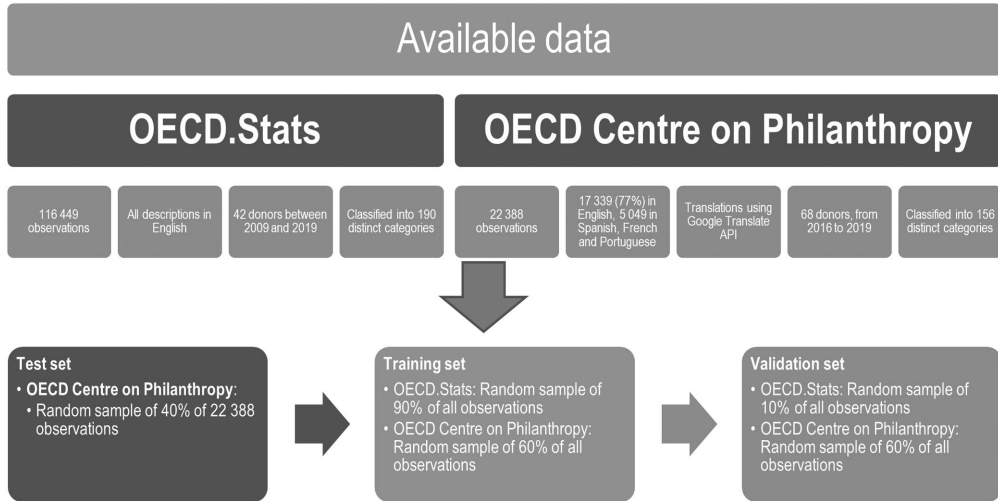 Available data
OECD.Stats
OECD Centre on Philanthropy
116 449
observations
All descriptions in
English
42 donors between
2009 and 2019
Classified into 190
distinct categories
22 388
observations
17 339 (77%) in
English, 5 049 in
Spanish, French
and Portuguese
Translations using
Google Translate
API
68 donors, from
2016 to 2019
Classified into 156
distinct categories
Test set
• OECD Centre on Philanthropy:
• Random sample of 40% of 22 388
observations
Training set
• OECD.Stats: Random sample of
90% of all observations
• OECD Centre on Philanthropy:
Random sample of 60% of all
observations
Validation set
• OECD.Stats: Random sample of
10% of all observations
• OECD Centre on Philanthropy:
Random sample of 60% of all
observations